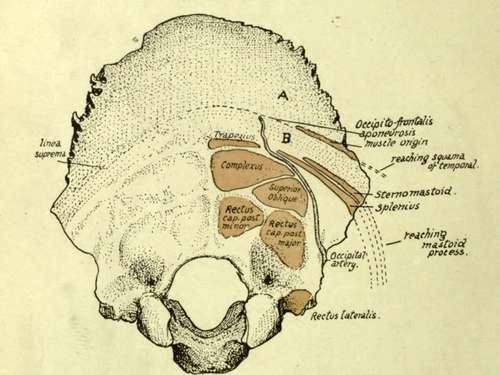 A
Occipito-frontalis
aponeurosis
muscle origin
B
Trapezius
linea
suprema
reaching squama
of temporal.
Complexus
Superior
Oblique
Sternomastoid.
Splenius
Rectus
cap. post
minor
Rectus
cap. post
major
reaching
mastoid
process.
Occipital
artery.
Rectus lateralis.